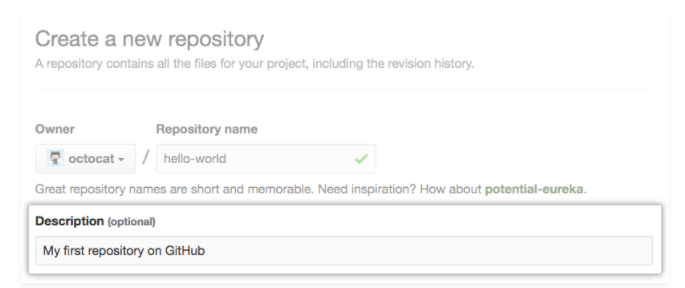 Create a new repository
A repository contains all the files for your project, including the revision history.
Owner Repository name
octocat / hello-world
Great repository names are short and memorable. Need inspiration? How about potential-eureka.
Description (optional)
My first repository on GitHub